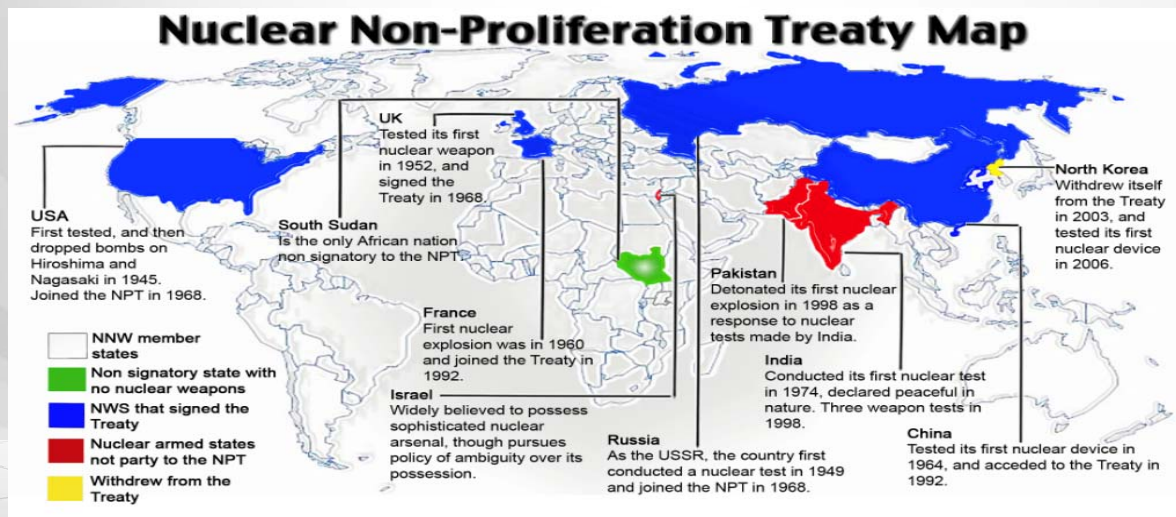 Nuclear Non-Proliferation Treaty Map
UK
Tested its first
nuclear weapon
in 1952, and
signed the
Treaty in 1968.
North Korea
Withdrew itself
from the Treaty
in 2003, and
tested its first
nuclear device
in 2006.
USA
First tested, and then
dropped bombs on
Hiroshima and
Nagasaki in 1945.
Joined the NPT in 1968.
South Sudan
Is the only African nation
non signatory to the NPT.
Pakistan
Detonated its first nuclear
explosion in 1998 as a
response to nuclear
tests made by India.
France
First nuclear
explosion was in 1960
and joined the Treaty in
1992.
India
Conducted its first nuclear test
in 1974, declared peaceful in
nature. Three weapon tests in
1998.
Israel
Widely believed to possess
sophisticated nuclear
arsenal, though pursues
policy of ambiguity over its
possession.
Russia
As the USSR, the country first
conducted a nuclear test in 1949
and joined the NPT in 1968.
China
Tested its first nuclear device in
1964, and acceded to the Treaty in
1992.
NNW member
states
Non signatory state with
no nuclear weapons
NWS that signed the
Treaty
Nuclear armed states
not party to the NPT
Withdrew from the
Treaty